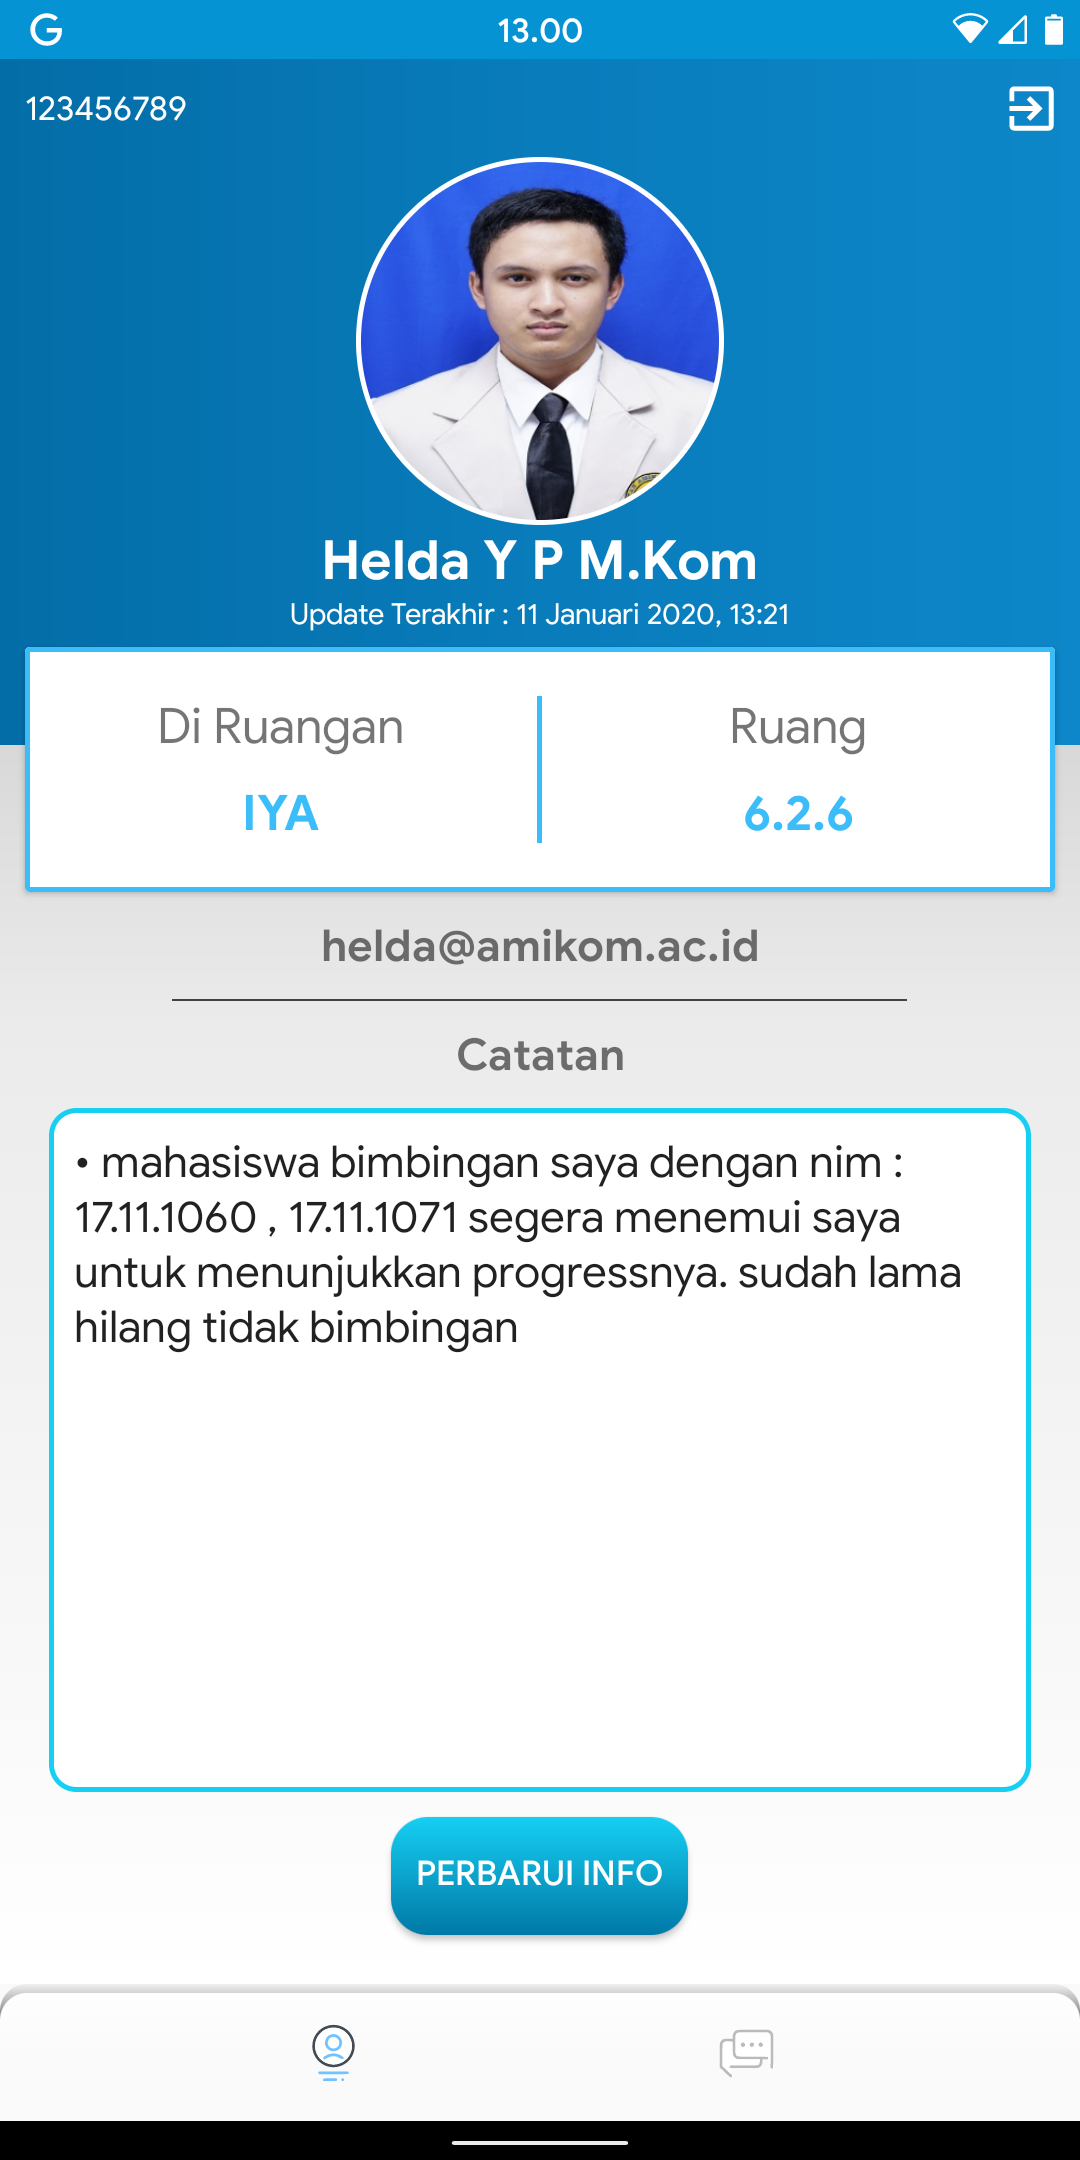 13.00
123456789
Helda Y P M.Kom
Update Terakhir : 11 Januari 2020, 13:21
Di Ruangan
IYA
Ruang
6.2.6
helda@amikom.ac.id
Catatan
• mahasiswa bimbingan saya dengan nim :
17.11.1060 , 17.11.1071 segera menemui saya
untuk menunjukkan progressnya. sudah lama
hilang tidak bimbingan
PERBARUI INFO